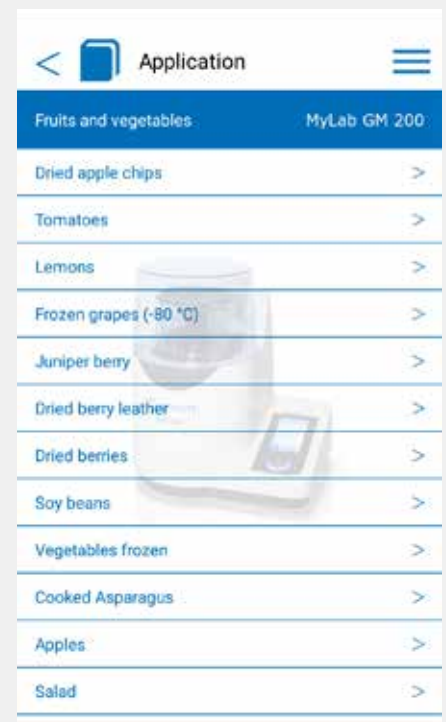 < Application
Fruits and vegetables MyLab GM 200
Dried apple chips >
Tomatoes >
Lemons >
Frozen grapes (-80 °C) >
Juniper berry >
Dried berry leather >
Dried berries >
Soy beans >
Vegetables frozen >
Cooked Asparagus >
Apples >
Salad >